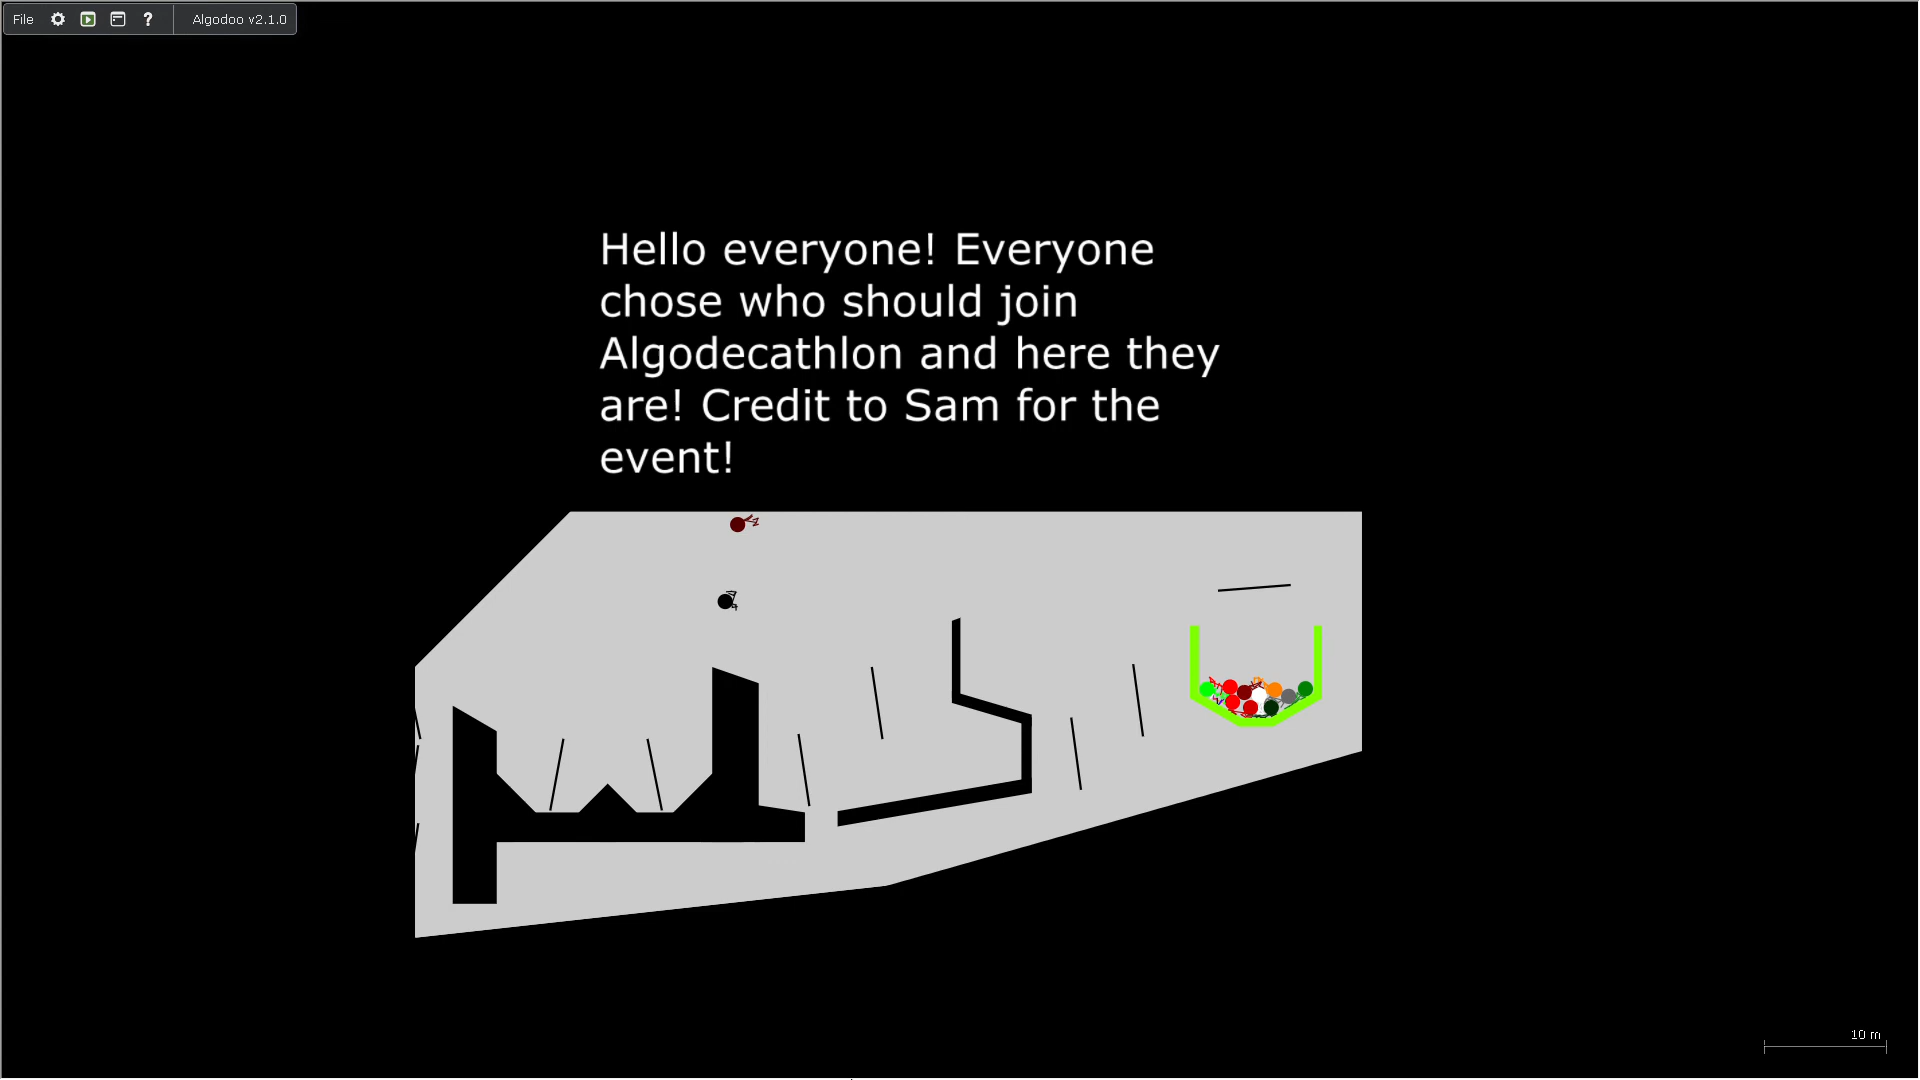 File ? Algodoo v2.1.0
Hello everyone! Everyone
chose who should join
Algodecathlon and here they
are! Credit to Sam for the
event!
10 m